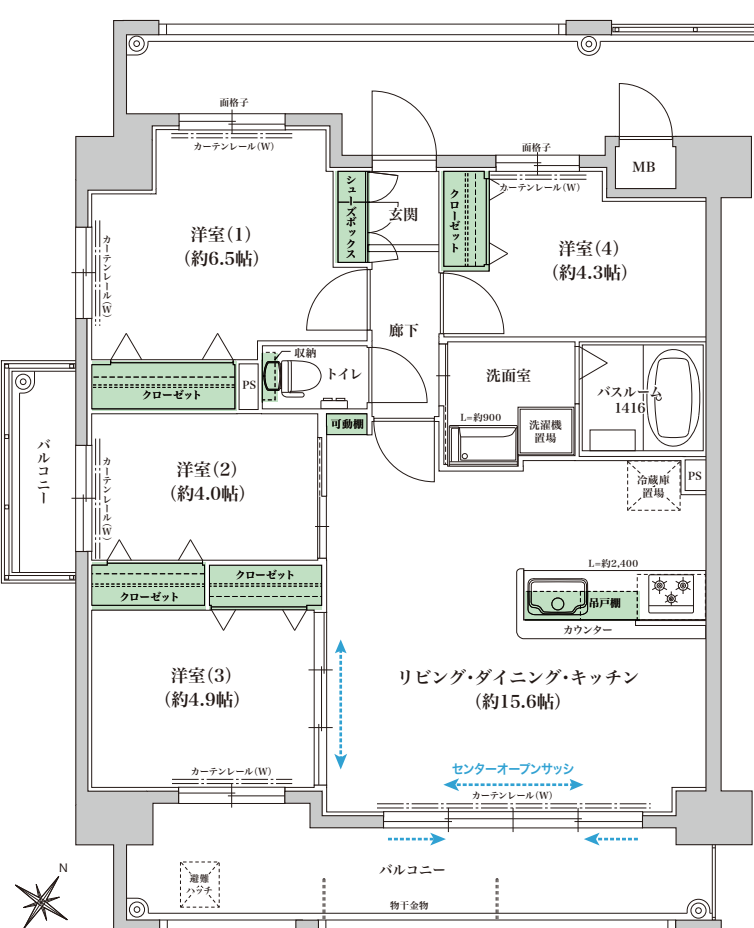 面格子
カーテンレール(W)
面格子
カーテンレール(W)
MB
シューズボックス
玄関
クローゼット
洋室(1)
(約6.5帖)
洋室(4)
(約4.3帖)
カーテンレール(W)
廊下
収納
トイレ
PS
クローゼット
洗面室
バスルーム
1416
L=約900
洗濯機
置場
可動棚
バルコニー
洋室(2)
(約4.0帖)
カーテンレール(W)
冷蔵庫
置場
PS
クローゼット
クローゼット
L=約2,400
吊戸棚
カウンター
洋室(3)
(約4.9帖)
リビング・ダイニング・キッチン
(約15.6帖)
カーテンレール(W)
センターオープンサッシ
カーテンレール(W)
バルコニー
避難
ハッチ
物干金物
N